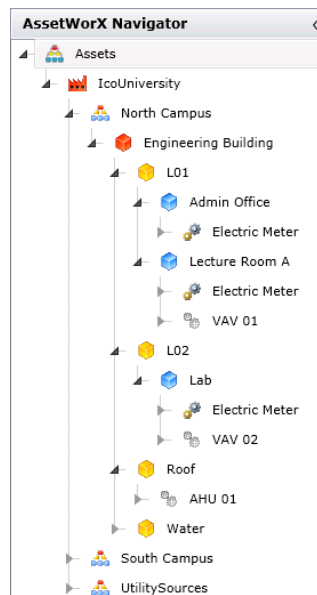 AssetWorX Navigator
Assets
IcoUniversity
North Campus
Engineering Building
L01
Admin Office
Electric Meter
Lecture Room A
Electric Meter
VAV 01
L02
Lab
Electric Meter
VAV 02
Roof
AHU 01
Water
South Campus
UtilitySources